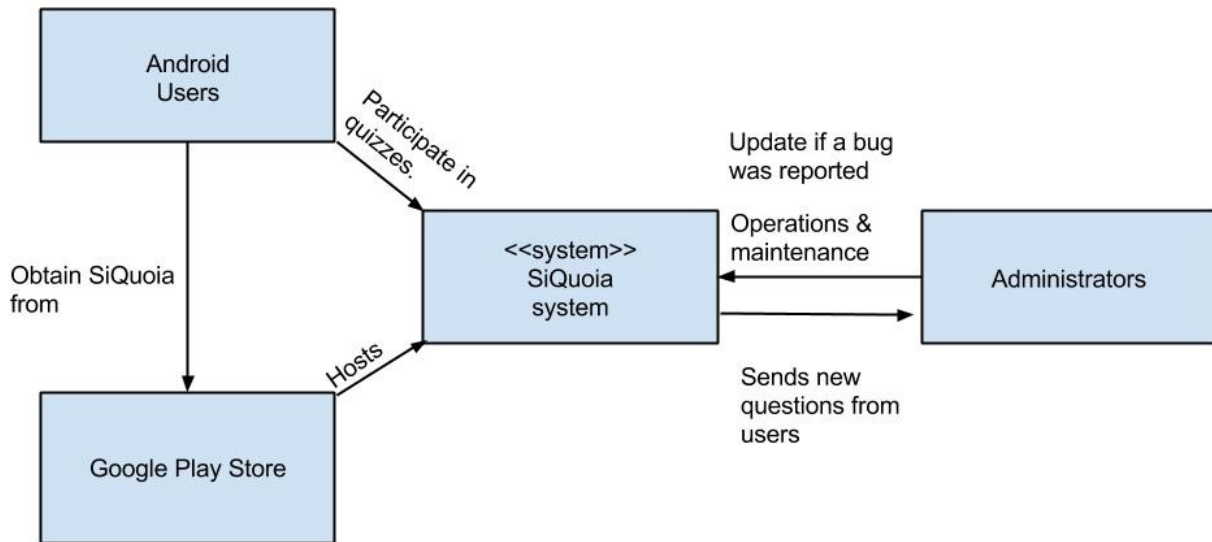 Android
Users
Participate in
quizzes.
Update if a bug
was reported
Operations &
maintenance
<<system>>
SiQuoia
system
Administrators
Obtain SiQuoia
from
Hosts
Sends new
questions from
users
Google Play Store